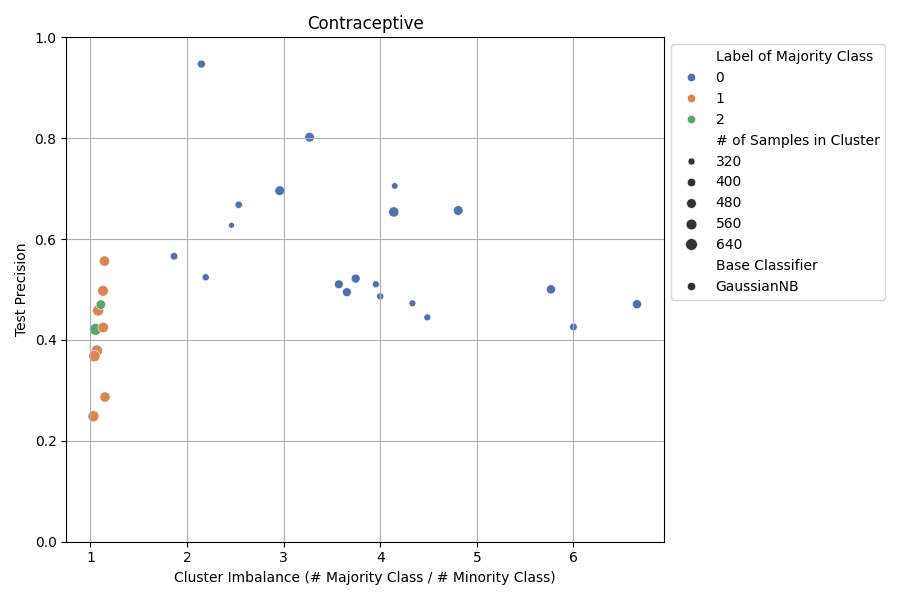 Contraceptive
Test Precision
1.0
0.8
0.6
0.4
0.2
0.0
1 2 3 4 5 6
Cluster Imbalance (# Majority Class / # Minority Class)
Label of Majority Class
0
1
2
# of Samples in Cluster
320
400
480
560
640
Base Classifier
GaussianNB